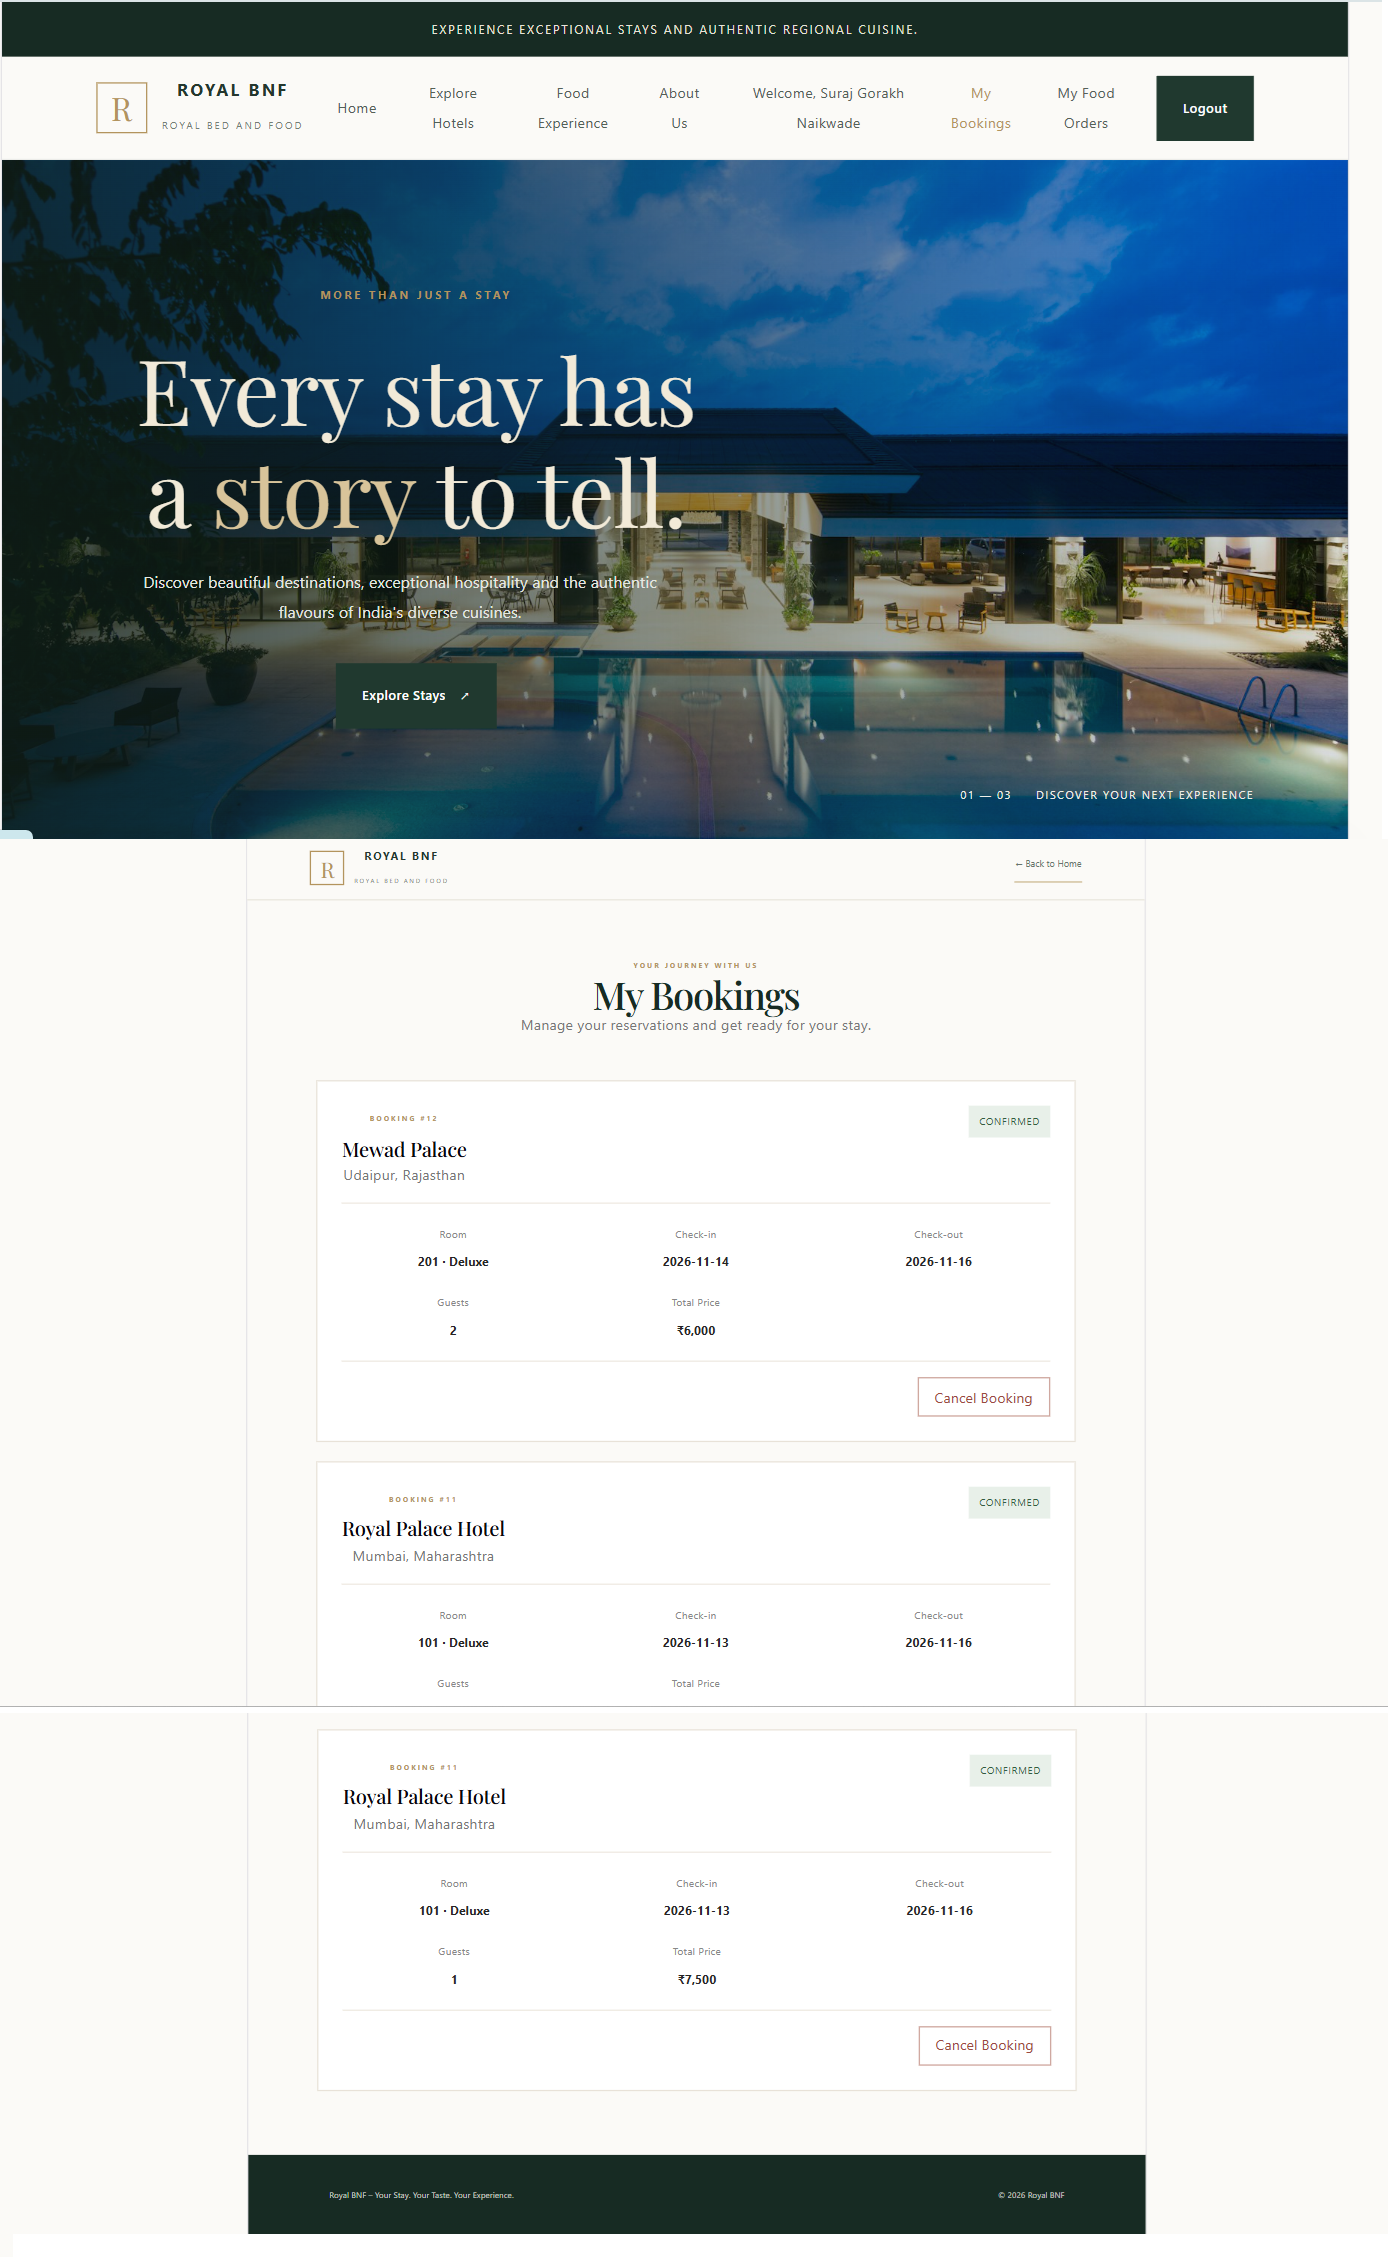 EXPERIENCE EXCEPTIONAL STAYS AND AUTHENTIC REGIONAL CUISINE.
R
ROYAL BNF
ROYAL BED AND FOOD
Home
Explore
Hotels
Food
Experience
About
Us
Welcome, Suraj Gorakh
Naikwade
My
Bookings
My Food
Orders
Logout
MORE THAN JUST A STAY
Every stay has
a story to tell.
Discover beautiful destinations, exceptional hospitality and the authentic
flavours of India's diverse cuisines.
Explore Stays ↗
01 — 03 DISCOVER YOUR NEXT EXPERIENCE
R
ROYAL BNF
ROYAL BED AND FOOD
← Back to Home
YOUR JOURNEY WITH US
My Bookings
Manage your reservations and get ready for your stay.
BOOKING #12
CONFIRMED
Mewad Palace
Udaipur, Rajasthan
Room Check-in Check-out
201 · Deluxe 2026-11-14 2026-11-16
Guests Total Price
2 ₹6,000
Cancel Booking
BOOKING #11
CONFIRMED
Royal Palace Hotel
Mumbai, Maharashtra
Room Check-in Check-out
101 · Deluxe 2026-11-13 2026-11-16
Guests Total Price
BOOKING #11
CONFIRMED
Royal Palace Hotel
Mumbai, Maharashtra
Room Check-in Check-out
101 · Deluxe 2026-11-13 2026-11-16
Guests Total Price
1 ₹7,500
Cancel Booking
Royal BNF – Your Stay. Your Taste. Your Experience.
© 2026 Royal BNF